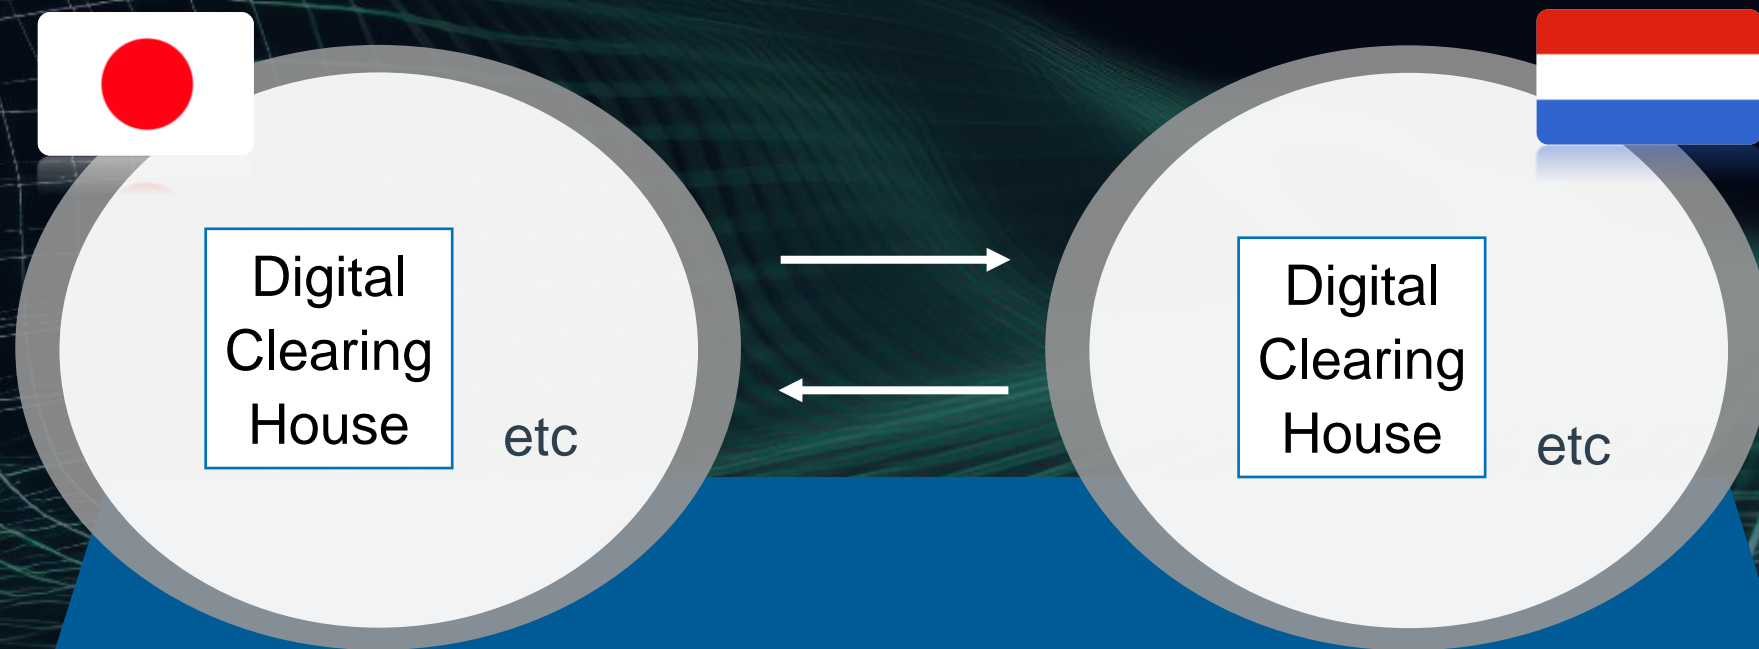 Digital
Clearing
House
etc
Digital
Clearing
House
etc